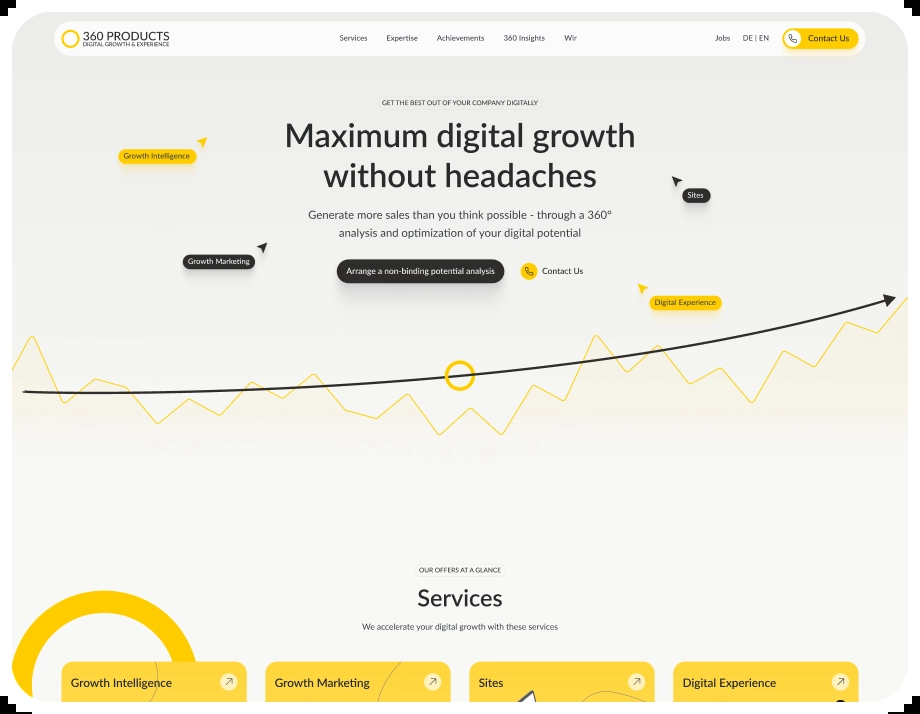 360 PRODUCTS
DIGITAL GROWTH & EXPERIENCE
Services
Expertise
Achievements
360 Insights
Wir
Jobs
DE | EN
Contact Us
GET THE BEST OUT OF YOUR COMPANY DIGITALLY
Maximum digital growth
without headaches
Growth Intelligence
Sites
Generate more sales than you think possible - through a 360°
analysis and optimization of your digital potential
Growth Marketing
Arrange a non-binding potential analysis
Contact Us
Digital Experience
OUR OFFERS AT A GLANCE
Services
We accelerate your digital growth with these services
Growth Intelligence
Growth Marketing
Sites
Digital Experience